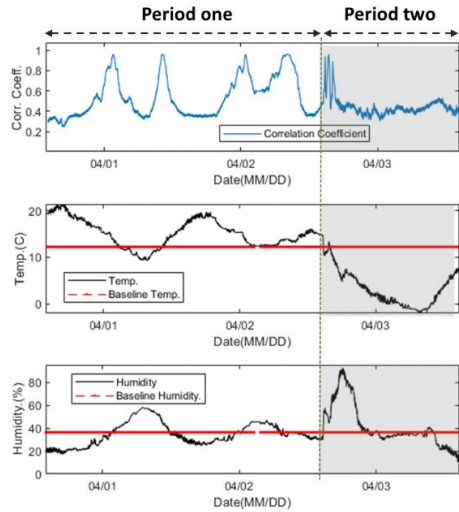 Period one
Period two
Corr. Coeff.
1
0.8
0.6
0.4
0.2
Correlation Coefficient
04/01
04/02
04/03
Date(MM/DD)
Temp.(C)
20
10
0
Temp.
Baseline Temp.
04/01
04/02
04/03
Date(MM/DD)
Humidity.(%)
80
60
40
20
0
Humidity
Baseline Humidity.
04/01
04/02
04/03
Date(MM/DD)